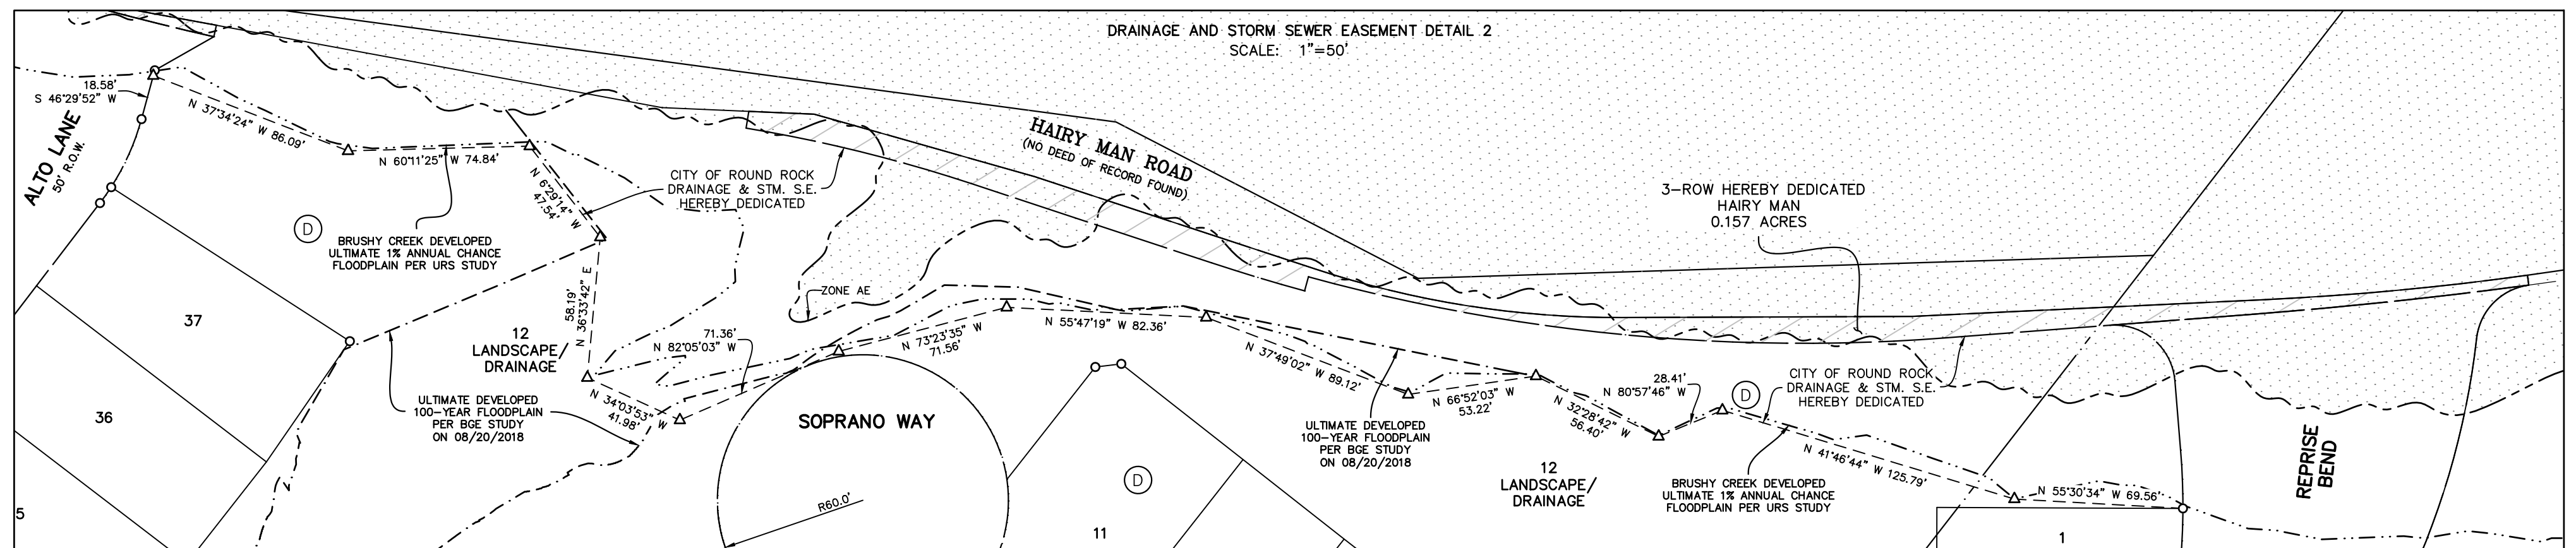 DRAINAGE AND STORM SEWER EASEMENT DETAIL 2
SCALE: 1"=50'
18.58'
S 46°29'52" W
ALTO LANE
50' R.O.W.
N 37°34'24" W 86.09'
N 60°11'25" W 74.84'
N 6°29'14" W
47.54'
CITY OF ROUND ROCK
DRAINAGE & STM. S.E.
HEREBY DEDICATED
HAIRY MAN ROAD
(NO DEED OF RECORD FOUND)
3-ROW HEREBY DEDICATED
HAIRY MAN
0.157 ACRES
D
BRUSHY CREEK DEVELOPED
ULTIMATE 1% ANNUAL CHANCE
FLOODPLAIN PER URS STUDY
58.19'
N 36°33'42" E
ZONE AE
37
12
LANDSCAPE/
DRAINAGE
71.36'
N 82°05'03" W
N 73°23'35" W
71.56'
N 55°47'19" W 82.36'
N 37°49'02" W 89.12'
N 66°52'03" W
53.22'
N 32°28'42" W
56.40'
28.41'
N 80°57'46" W
D
CITY OF ROUND ROCK
DRAINAGE & STM. S.E.
HEREBY DEDICATED
36
ULTIMATE DEVELOPED
100-YEAR FLOODPLAIN
PER BGE STUDY
ON 08/20/2018
N 34°03'53" W
41.98'
SOPRANO WAY
R60.0'
D
11
ULTIMATE DEVELOPED
100-YEAR FLOODPLAIN
PER BGE STUDY
ON 08/20/2018
12
LANDSCAPE/
DRAINAGE
BRUSHY CREEK DEVELOPED
ULTIMATE 1% ANNUAL CHANCE
FLOODPLAIN PER URS STUDY
N 41°46'44" W 125.79'
N 55°30'34" W 69.56'
REPRISE
BEND
5
1